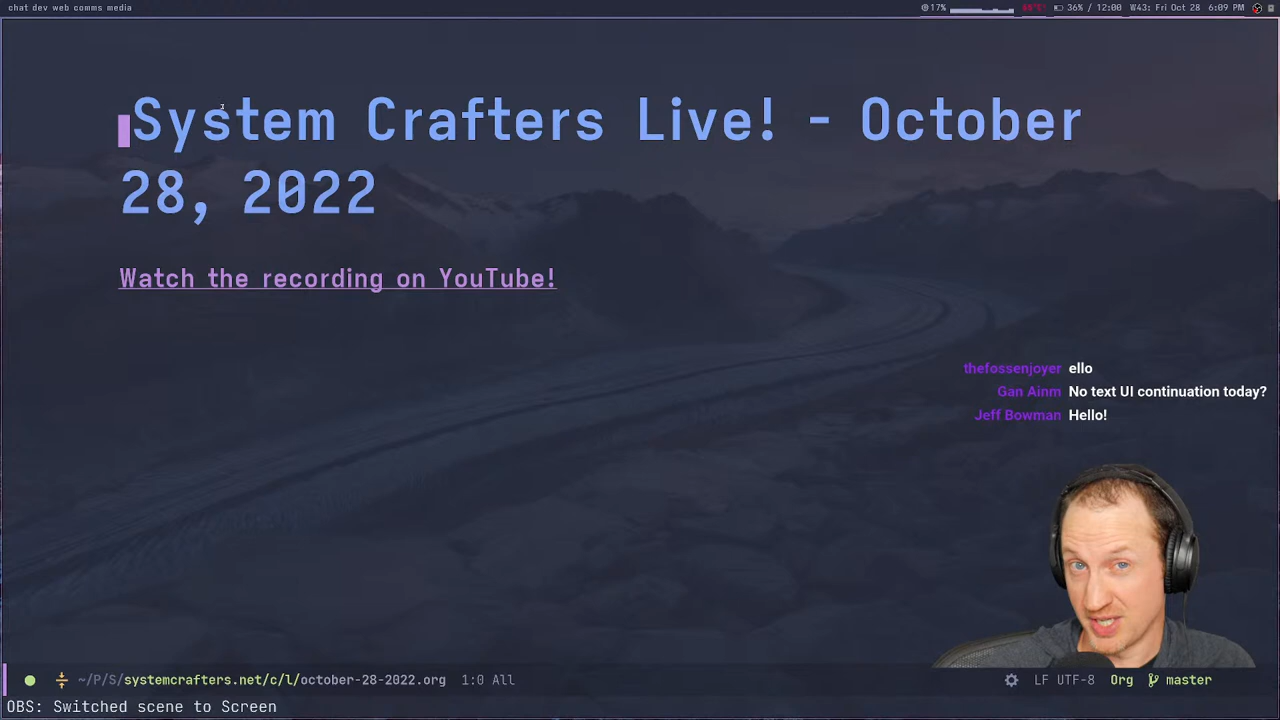 chat dev web comms media
17%
36% / 12:00
W43: Fri Oct 28 6:09 PM
System Crafters Live! - October
28, 2022
Watch the recording on YouTube!
thefossenjoyer ello
Gan Ainm No text UI continuation today?
Jeff Bowman Hello!
~/P/S/systemcrafters.net/c/l/october-28-2022.org 1:0 All
LF UTF-8 Org master
OBS: Switched scene to Screen